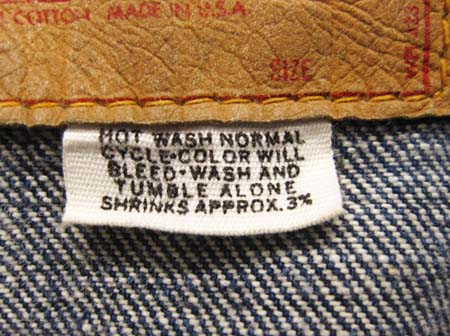 COTTON MADE IN U.S.A.
SIZE
HOT WASH NORMAL
CYCLE•COLOR WILL
BLEED•WASH AND
TUMBLE ALONE
SHRINKS APPROX. 3%